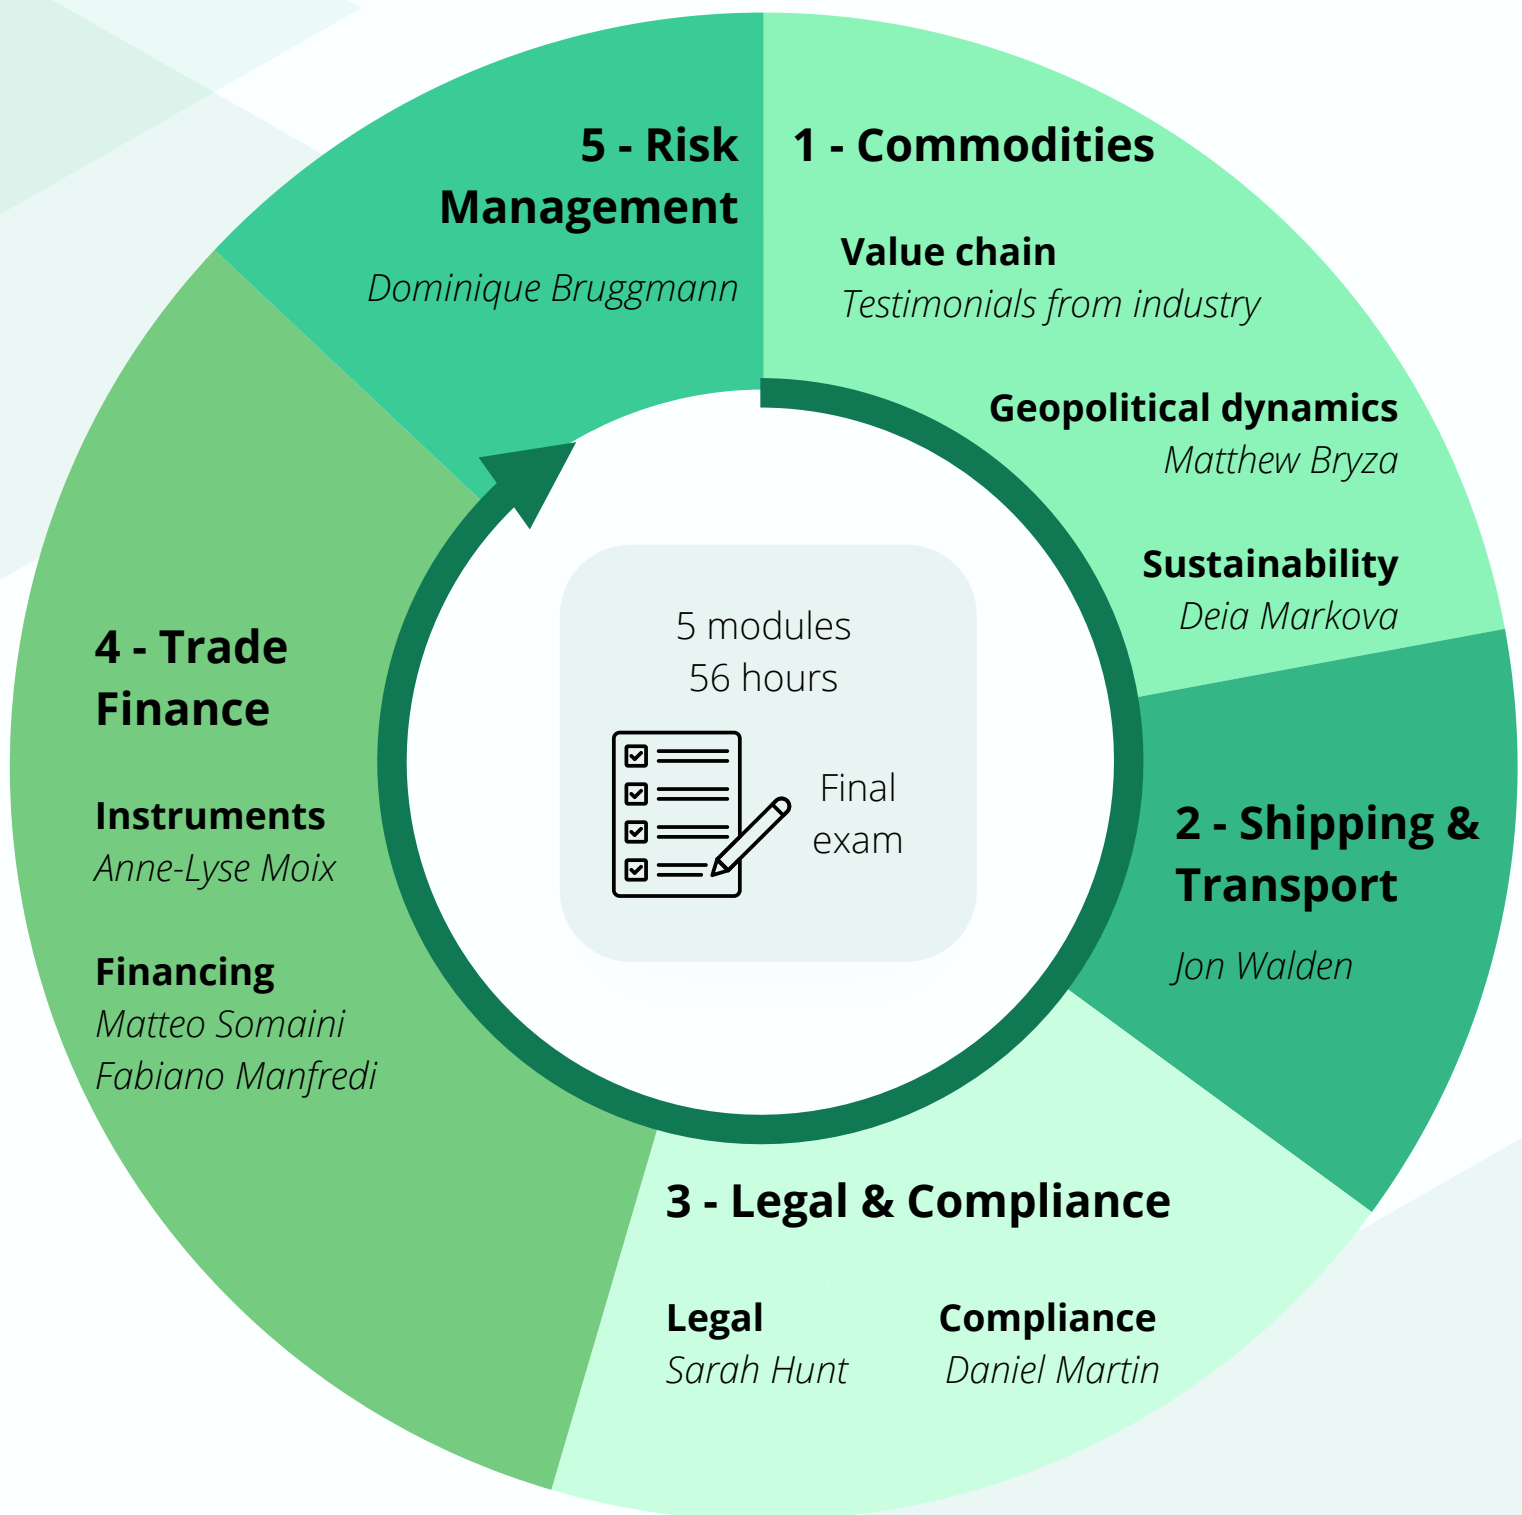 1 - Commodities
Value chain
Testimonials from industry
Geopolitical dynamics
Matthew Bryza
Sustainability
Deia Markova
2 - Shipping &
Transport
Jon Walden
3 - Legal & Compliance
Legal
Sarah Hunt
Compliance
Daniel Martin
4 - Trade
Finance
Instruments
Anne-Lyse Moix
Financing
Matteo Somaini
Fabiano Manfredi
5 - Risk
Management
Dominique Bruggmann
5 modules
56 hours
Final
exam